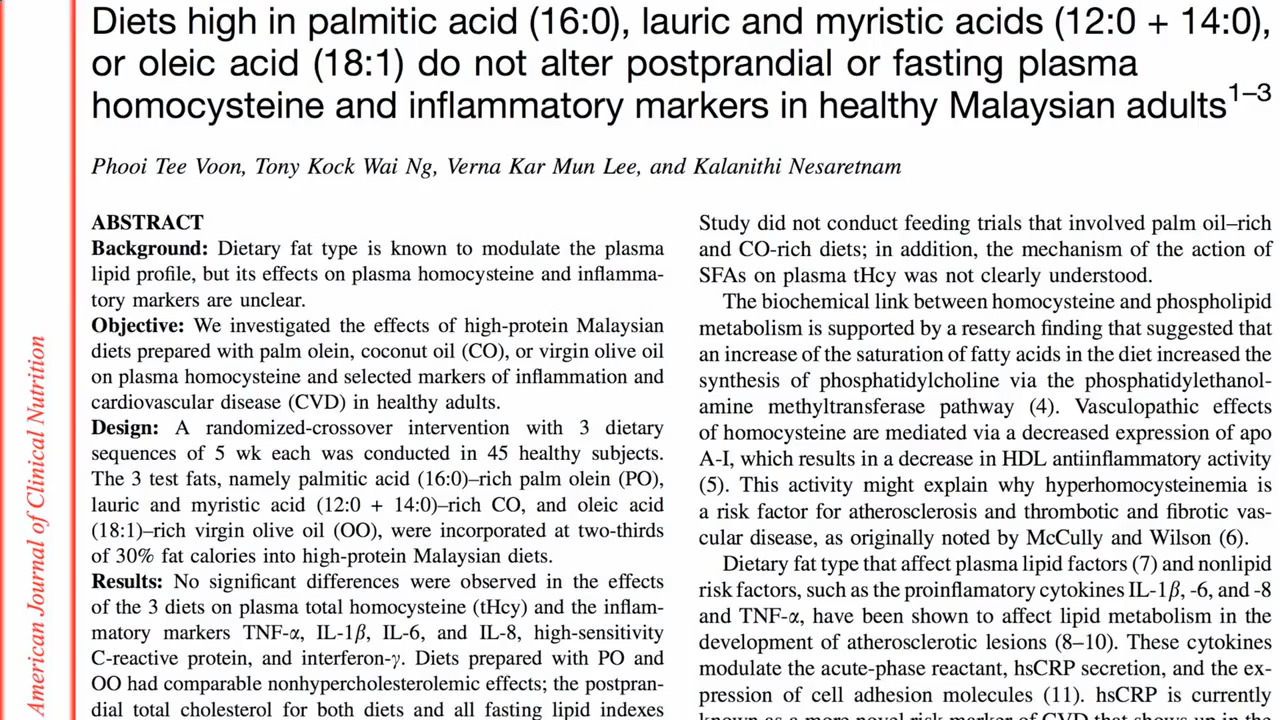 Diets high in palmitic acid (16:0), lauric and myristic acids (12:0 + 14:0),
or oleic acid (18:1) do not alter postprandial or fasting plasma
homocysteine and inflammatory markers in healthy Malaysian adults1–3
Phooi Tee Voon, Tony Kock Wai Ng, Verna Kar Mun Lee, and Kalanithi Nesaretnam
American Journal of Clinical Nutrition
ABSTRACT
Background: Dietary fat type is known to modulate the plasma
lipid profile, but its effects on plasma homocysteine and inflamma-
tory markers are unclear.
Objective: We investigated the effects of high-protein Malaysian
diets prepared with palm olein, coconut oil (CO), or virgin olive oil
on plasma homocysteine and selected markers of inflammation and
cardiovascular disease (CVD) in healthy adults.
Design: A randomized-crossover intervention with 3 dietary
sequences of 5 wk each was conducted in 45 healthy subjects.
The 3 test fats, namely palmitic acid (16:0)–rich palm olein (PO),
lauric and myristic acid (12:0 + 14:0)–rich CO, and oleic acid
(18:1)–rich virgin olive oil (OO), were incorporated at two-thirds
of 30% fat calories into high-protein Malaysian diets.
Results: No significant differences were observed in the effects
of the 3 diets on plasma total homocysteine (tHcy) and the inflam-
matory markers TNF-α, IL-1β, IL-6, and IL-8, high-sensitivity
C-reactive protein, and interferon-γ. Diets prepared with PO and
OO had comparable nonhypercholesterolemic effects; the postpran-
dial total cholesterol for both diets and all fasting lipid indexes
Study did not conduct feeding trials that involved palm oil–rich
and CO-rich diets; in addition, the mechanism of the action of
SFAs on plasma tHcy was not clearly understood.
The biochemical link between homocysteine and phospholipid
metabolism is supported by a research finding that suggested that
an increase of the saturation of fatty acids in the diet increased the
synthesis of phosphatidylcholine via the phosphatidylethanol-
amine methyltransferase pathway (4). Vasculopathic effects
of homocysteine are mediated via a decreased expression of apo
A-I, which results in a decrease in HDL antiinflammatory activity
(5). This activity might explain why hyperhomocysteinemia is
a risk factor for atherosclerosis and thrombotic and fibrotic vas-
cular disease, as originally noted by McCully and Wilson (6).
Dietary fat type that affect plasma lipid factors (7) and nonlipid
risk factors, such as the proinflamatory cytokines IL-1β, -6, and -8
and TNF-α, have been shown to affect lipid metabolism in the
development of atherosclerotic lesions (8–10). These cytokines
modulate the acute-phase reactant, hsCRP secretion, and the ex-
pression of cell adhesion molecules (11). hsCRP is currently
known as a more novel risk marker of CVD that shows up in the